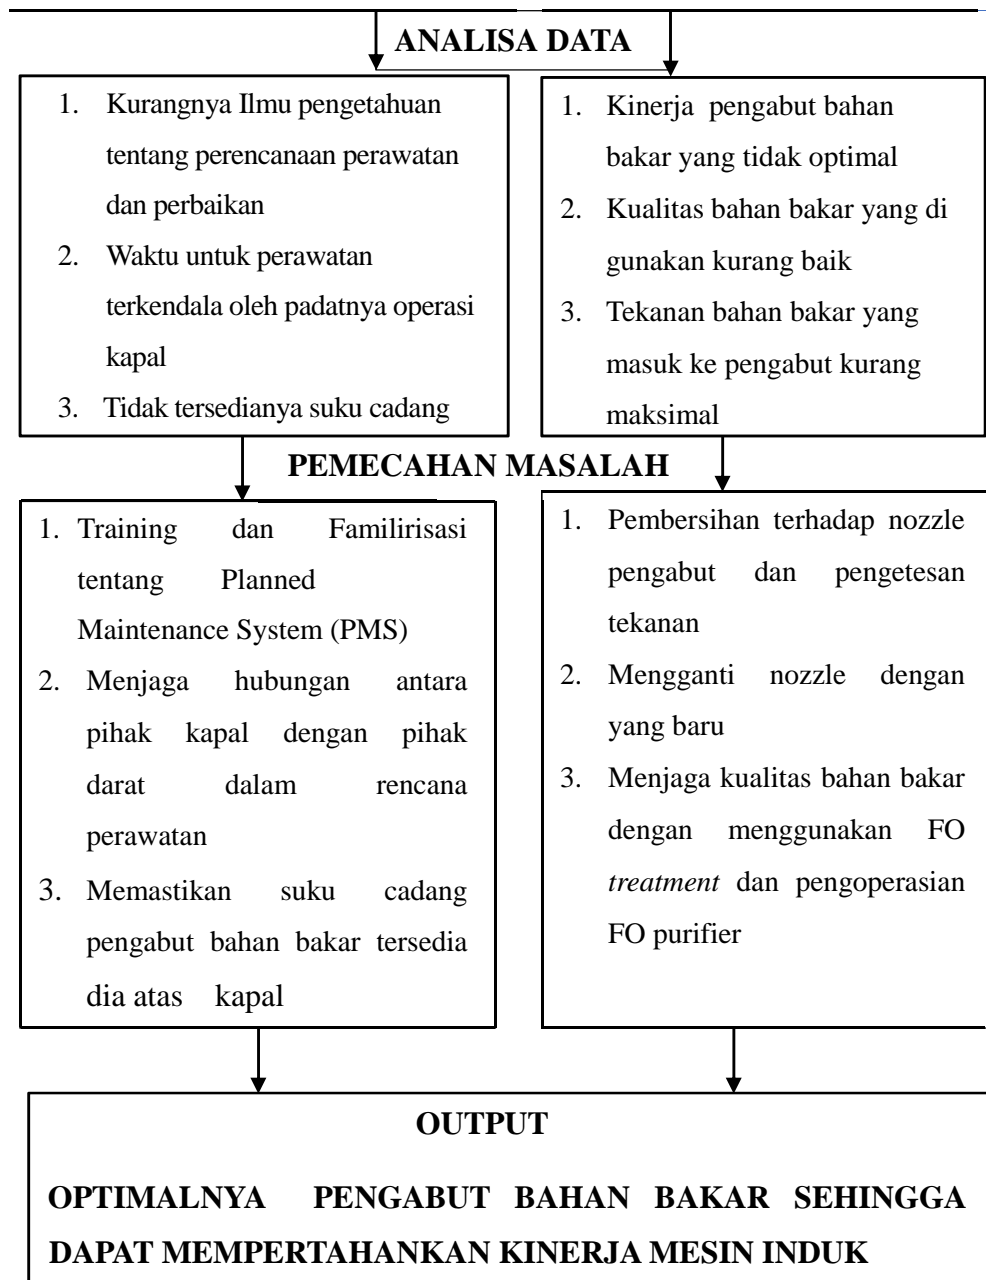 ANALISA DATA
1. Kurangnya Ilmu pengetahuan
tentang perencanaan perawatan
dan perbaikan
2. Waktu untuk perawatan
terkendala oleh padatnya operasi
kapal
3. Tidak tersedianya suku cadang
1. Kinerja pengabut bahan
bakar yang tidak optimal
2. Kualitas bahan bakar yang di
gunakan kurang baik
3. Tekanan bahan bakar yang
masuk ke pengabut kurang
maksimal
PEMECAHAN MASALAH
1. Training dan Familirisasi
tentang Planned
Maintenance System (PMS)
2. Menjaga hubungan antara
pihak kapal dengan pihak
darat dalam rencana
perawatan
3. Memastikan suku cadang
pengabut bahan bakar tersedia
dia atas kapal
1. Pembersihan terhadap nozzle
pengabut dan pengetesan
tekanan
2. Mengganti nozzle dengan
yang baru
3. Menjaga kualitas bahan bakar
dengan menggunakan FO
treatment dan pengoperasian
FO purifier
OUTPUT
OPTIMALNYA PENGABUT BAHAN BAKAR SEHINGGA
DAPAT MEMPERTAHANKAN KINERJA MESIN INDUK